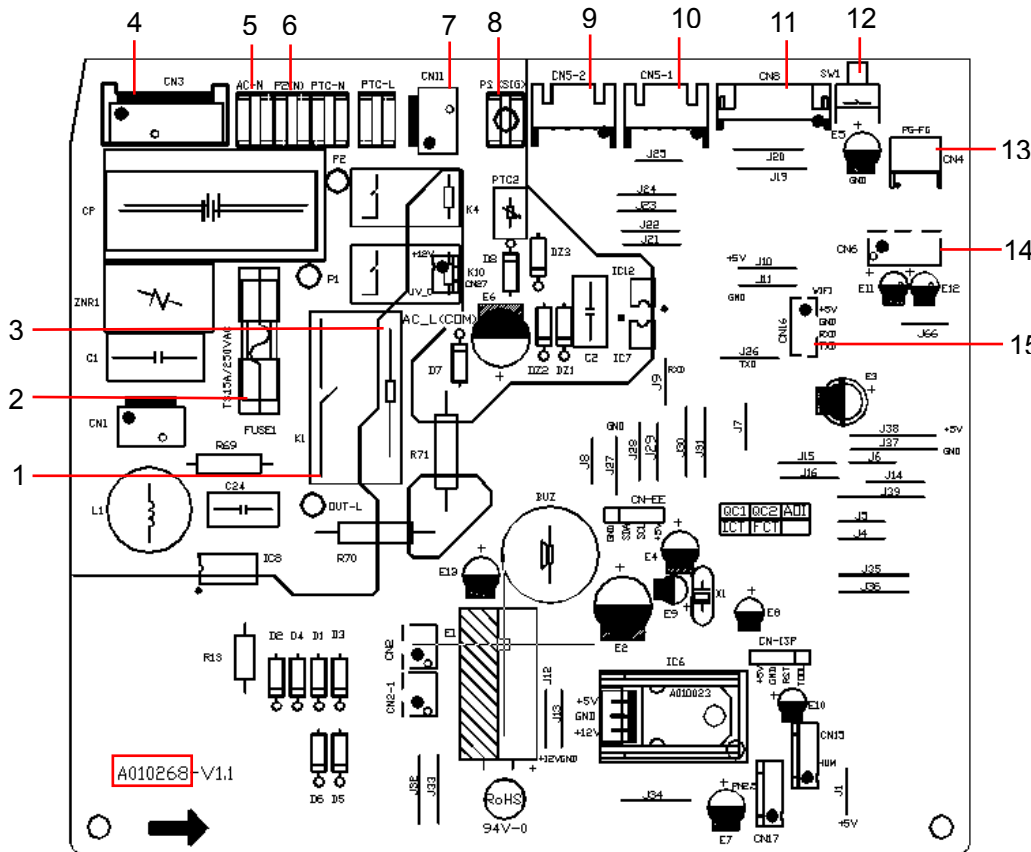 4 5 6 7 8 9 10 11 12
CN3 AC-N P2(N) PTC-N PTC-L CN11 P2 (SIG) CN5-2 CN5-1 CN8 SW1
E5 PG-FG
13
CN4
GND
J25 J20
J19
P2 PTC2 K4
CP
J24
J23
J22
J21
CN6 14
+12V DZ3
D8
K10
CN27
JV_C
P1
IC12
+5V J10
J11
GND
E11 E12
ZNR1
E6
AC_L(COM)
WIFI
+5V
GND
RXD
TXD
CN16
J66
15
3
TS15A/250VAC
C1
D7
DZ2 DZ1 C2 IC7
J26
TXD
J9 RXD
E3
2
CN1
FUSE1
K1
R69
R71
GND
J8 J27 J28 J29 J30 J31 J7
J38 +5V
J37 GND
J15 J6
J16 J14
J39
1
L1
C24
OUT-L
BUZ
CN-EE
GND SDA SCL +5V
QC1 QC2 AOI
ICT FCT
J5
J4
R70
IC8
E13
E4
E9
X1
E8
J35
J36
E2
R13
D2 D4 D1 D3
CN2
E1
CN2-1
J12
J13
IC6
A010023
+5V
GND
+12V
CN-I3P
+5V GND RST TOOL
E10
CN15
HUM
A010268-V1.1
D6 D5
J32 J33
+12V GND
RoHS
94V-0
J34
E7
CN17
J1
+5V